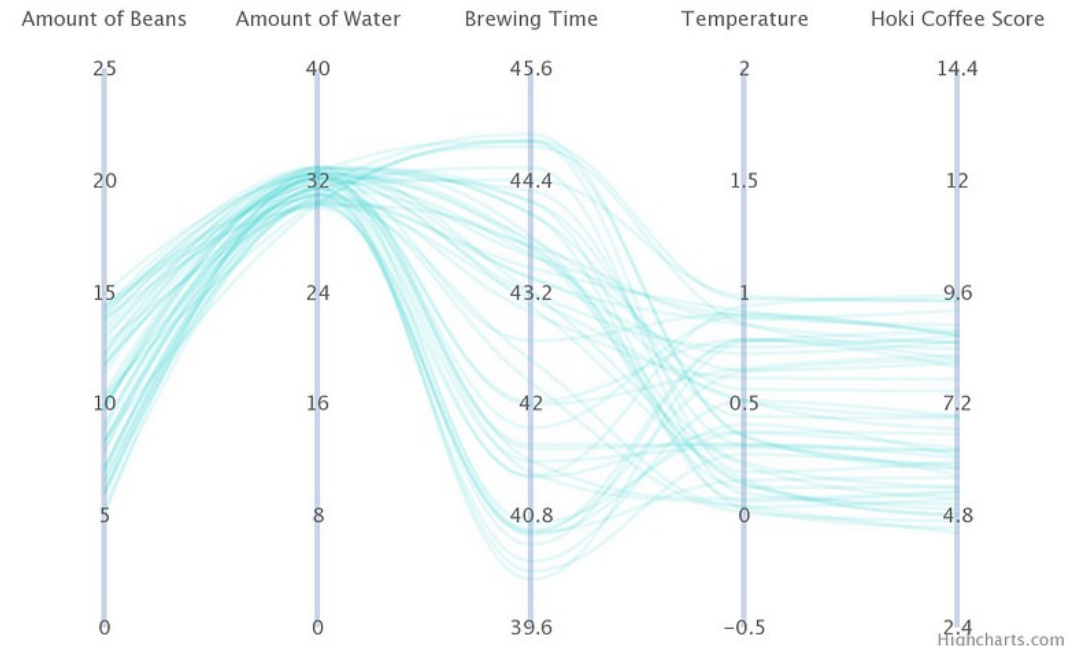 Amount of Beans Amount of Water Brewing Time Temperature Hoki Coffee Score
25 40 45.6 2 14.4
20 32 44.4 1.5 12
15 24 43.2 1 9.6
10 16 42 0.5 7.2
5 8 40.8 0 4.8
0 0 39.6 −0.5 2.4
Highcharts.com